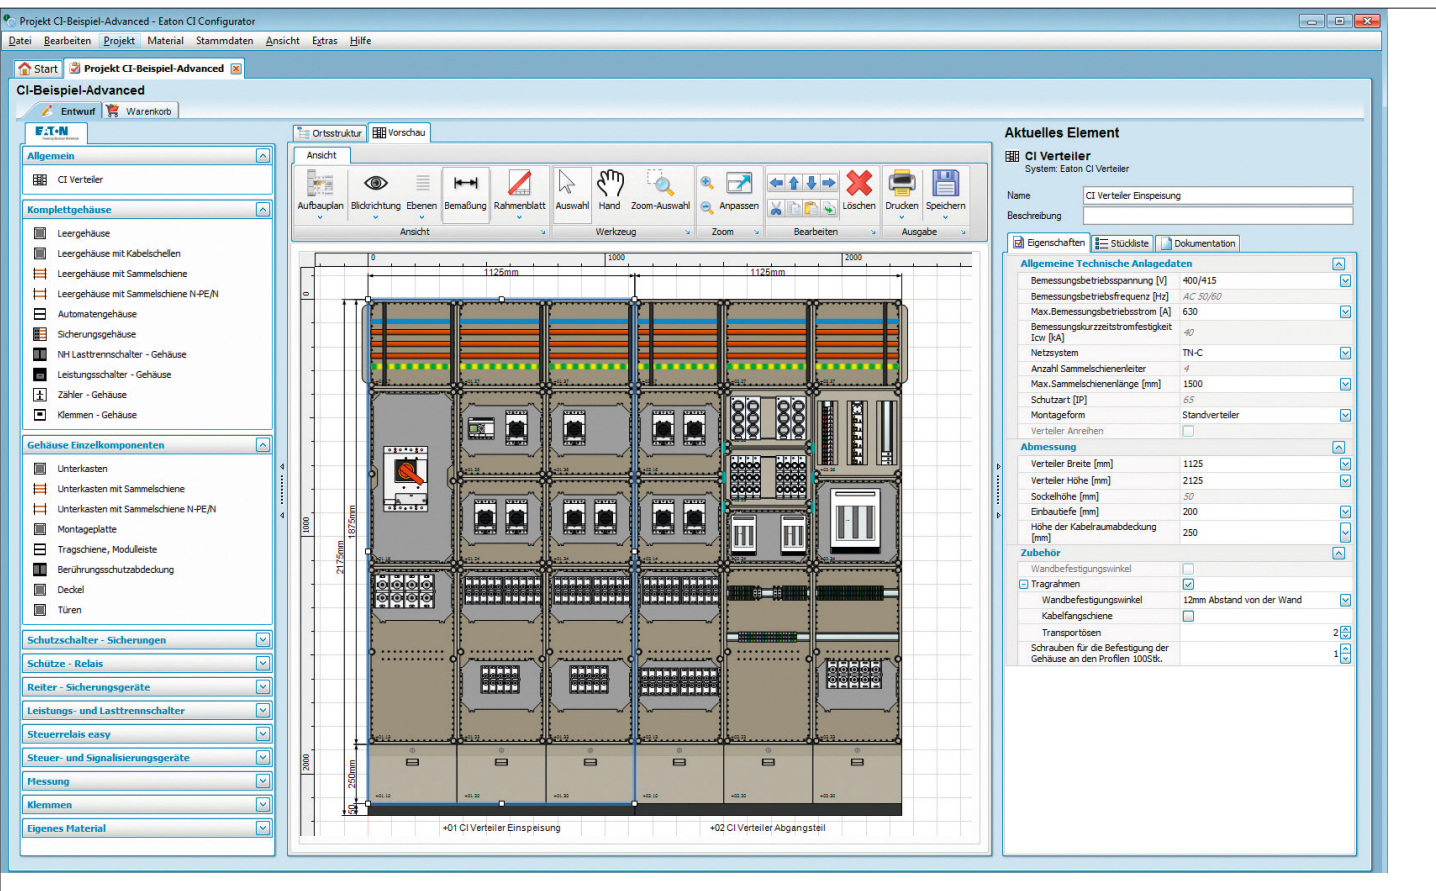 Projekt CI-Beispiel-Advanced - Eaton CI Configurator
Datei Bearbeiten Projekt Material Stammdaten Ansicht Extras Hilfe
Start Projekt CI-Beispiel-Advanced
CI-Beispiel-Advanced
Entwurf Warenkorb
EATON
Allgemein
CI Verteiler
Komplettgehäuse
Leergehäuse
Leergehäuse mit Kabelschellen
Leergehäuse mit Sammelschiene
Leergehäuse mit Sammelschiene N-PE/N
Automatengehäuse
Sicherungsgehäuse
NH Lasttrennschalter - Gehäuse
Leistungsschalter - Gehäuse
Zähler - Gehäuse
Klemmen - Gehäuse
Gehäuse Einzelkomponenten
Unterkasten
Unterkasten mit Sammelschiene
Unterkasten mit Sammelschiene N-PE/N
Montageplatte
Tragschiene, Modulleiste
Berührungsschutzabdeckung
Deckel
Türen
Schutzschalter - Sicherungen
Schütze - Relais
Reiter - Sicherungsgeräte
Leistungs- und Lasttrennschalter
Steuerrelais easy
Steuer- und Signalisierungsgeräte
Messung
Klemmen
Eigenes Material
Ortsstruktur Vorschau
Ansicht
Aufbauplan Blickrichtung Ebenen Bemaßung Rahmenblatt Auswahl Hand Zoom-Auswahl Anpassen Löschen Drucken Speichern
Ansicht Werkzeug Zoom Bearbeiten Ausgabe
0 1000 2000
1125mm 1125mm
0
1000
2000
2175mm
1875mm
250mm
50
+01 CI Verteiler Einspeisung +02 CI Verteiler Abgangsteil
Aktuelles Element
CI Verteiler
System: Eaton CI Verteiler
Name CI Verteiler Einspeisung
Beschreibung
Eigenschaften Stückliste Dokumentation
Allgemeine Technische Anlagedaten
Bemessungsbetriebsspannung [V] 400/415
Bemessungsbetriebsfrequenz [Hz] AC 50/60
Max.Bemessungsbetriebsstrom [A] 630
Bemessungskurzzeitstromfestigkeit
Icw [kA] 40
Netzsystem TN-C
Anzahl Sammelschienenleiter 4
Max.Sammelschienenlänge [mm] 1500
Schutzart [IP] 65
Montageform Standverteiler
Verteiler Anreihen
Abmessung
Verteiler Breite [mm] 1125
Verteiler Höhe [mm] 2125
Sockelhöhe [mm] 50
Einbautiefe [mm] 200
Höhe der Kabelraumabdeckung
[mm] 250
Zubehör
Wandbefestigungswinkel
Tragrahmen
Wandbefestigungswinkel 12mm Abstand von der Wand
Kabelfangschiene
Transportösen 2
Schrauben für die Befestigung der
Gehäuse an den Profilen 100Stk. 1